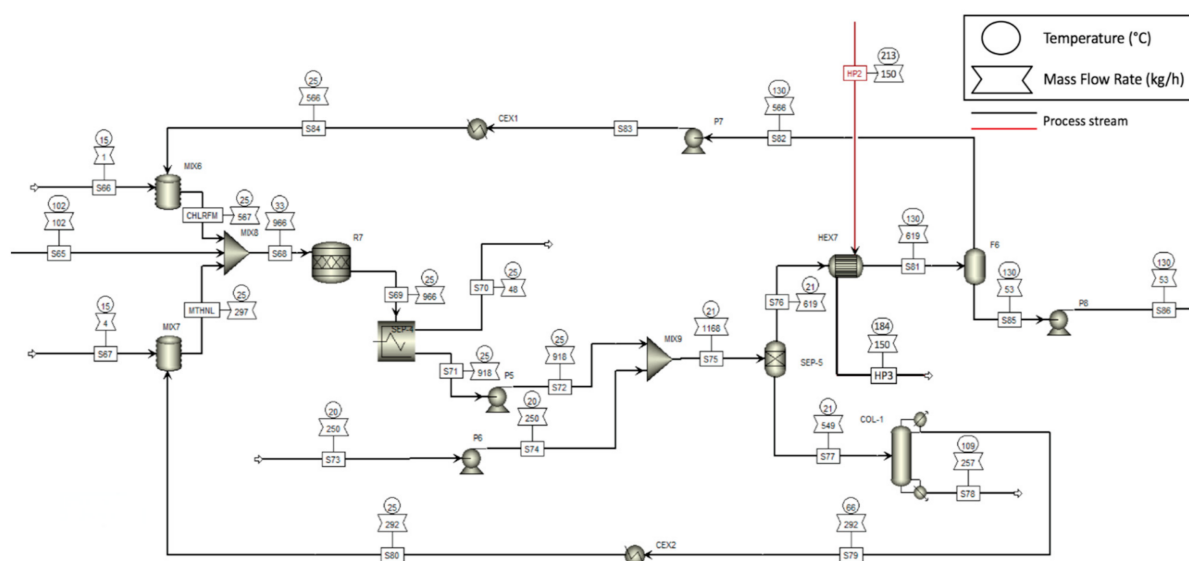 Temperature (°C)
Mass Flow Rate (kg/h)
Process stream
213
HP2
150
25
566
S84
CEX1
S83
P7
130
566
S82
15
1
S66
MIX6
CHLRFM
25
567
102
102
S65
MIX8
33
966
S68
R7
HEX7
130
619
S81
F6
25
966
S69
25
S70
48
15
4
S67
MTHNL
25
297
MIX7
21
S76
619
130
53
S85
P8
130
53
S86
S71
25
918
P5
25
918
S72
MIX9
21
1168
S75
SEP-5
184
150
HP3
20
250
S73
P6
20
250
S74
21
549
S77
COL-1
109
257
S78
25
292
S80
CEX2
66
292
S79